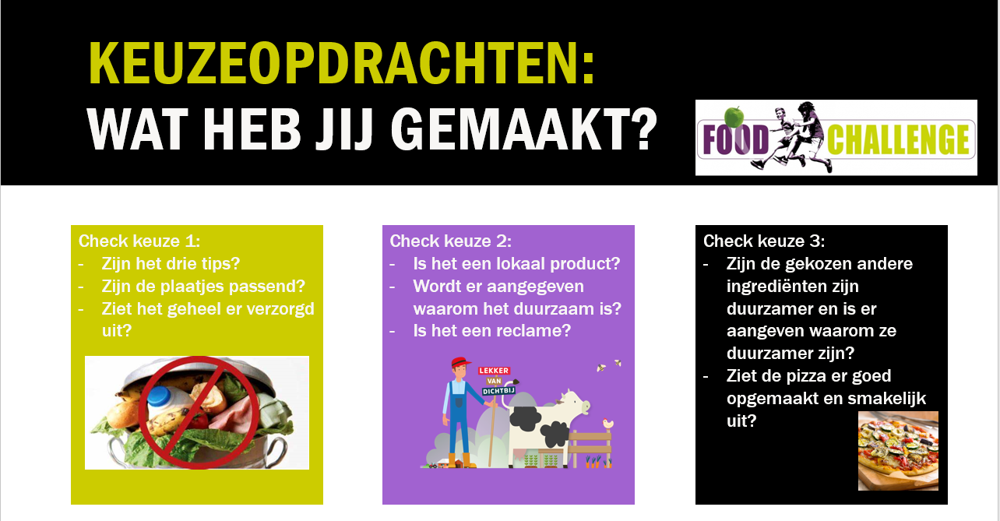 KEUZEOPDRACHTEN:
WAT HEB JIJ GEMAAKT?
FOOD CHALLENGE
Check keuze 1:
- Zijn het drie tips?
- Zijn de plaatjes passend?
- Ziet het geheel er verzorgd
uit?
Check keuze 2:
- Is het een lokaal product?
- Wordt er aangegeven
waarom het duurzaam is?
- Is het een reclame?
LEKKER
VAN
DICHTBIJ
Check keuze 3:
- Zijn de gekozen andere
ingrediënten zijn
duurzamer en is er
aangeven waarom ze
duurzamer zijn?
- Ziet de pizza er goed
opgemaakt en smakelijk
uit?